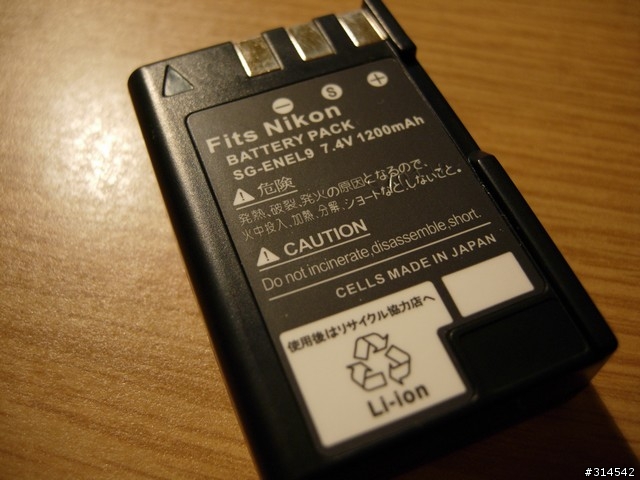 − S +
Fits Nikon
BATTERY PACK
SG-ENEL9 7.4V 1200mAh
危険
発熱、破裂、発火の原因となるので、
火中投入、加熱、分解、ショートなど、しないこと。
CAUTION
Do not incinerate,disassemble,short.
CELLS MADE IN JAPAN
使用後はリサイクル協力店へ
Li-ion
#314542